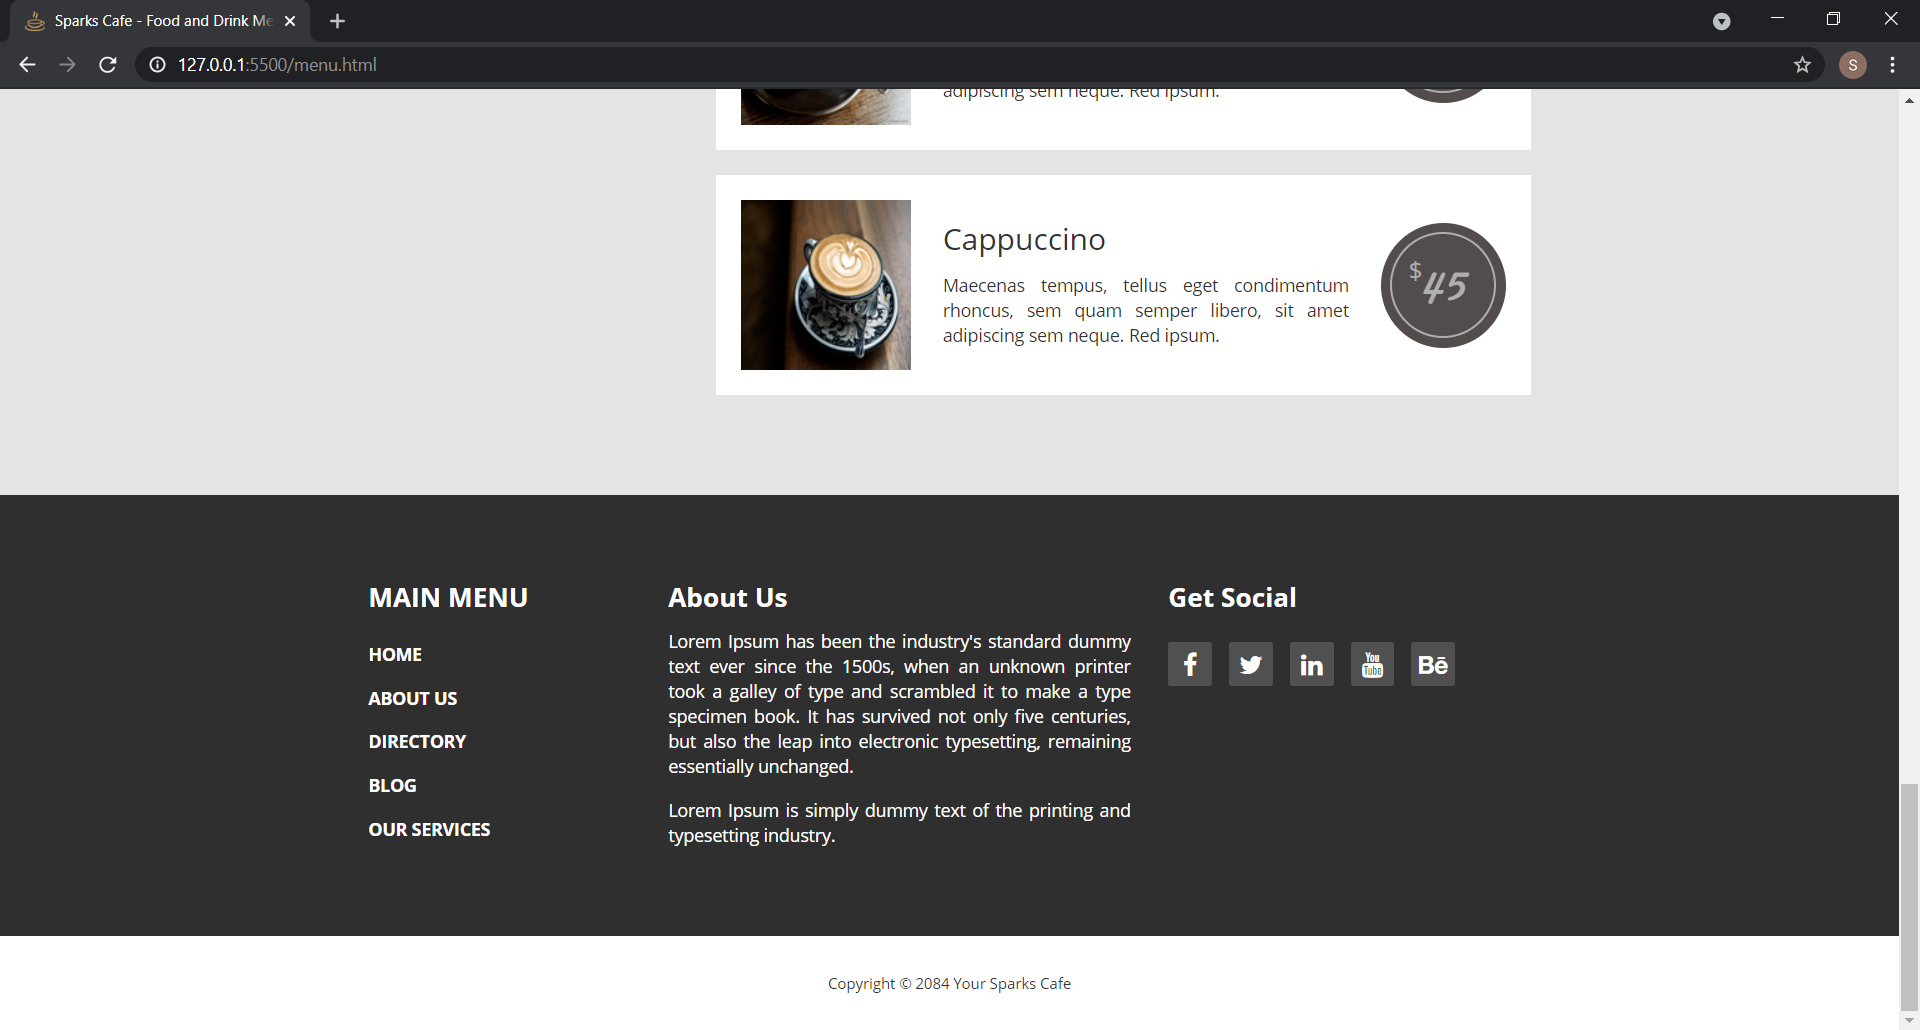 Sparks Cafe - Food and Drink Me
127.0.0.1:5500/menu.html
S
adipiscing sem neque. Red ipsum.
Cappuccino
Maecenas tempus, tellus eget condimentum
rhoncus, sem quam semper libero, sit amet
adipiscing sem neque. Red ipsum.
$45
MAIN MENU
HOME
ABOUT US
DIRECTORY
BLOG
OUR SERVICES
About Us
Lorem Ipsum has been the industry's standard dummy
text ever since the 1500s, when an unknown printer
took a galley of type and scrambled it to make a type
specimen book. It has survived not only five centuries,
but also the leap into electronic typesetting, remaining
essentially unchanged.
Lorem Ipsum is simply dummy text of the printing and
typesetting industry.
Get Social
f
in
You
Tube
Bē
Copyright © 2084 Your Sparks Cafe